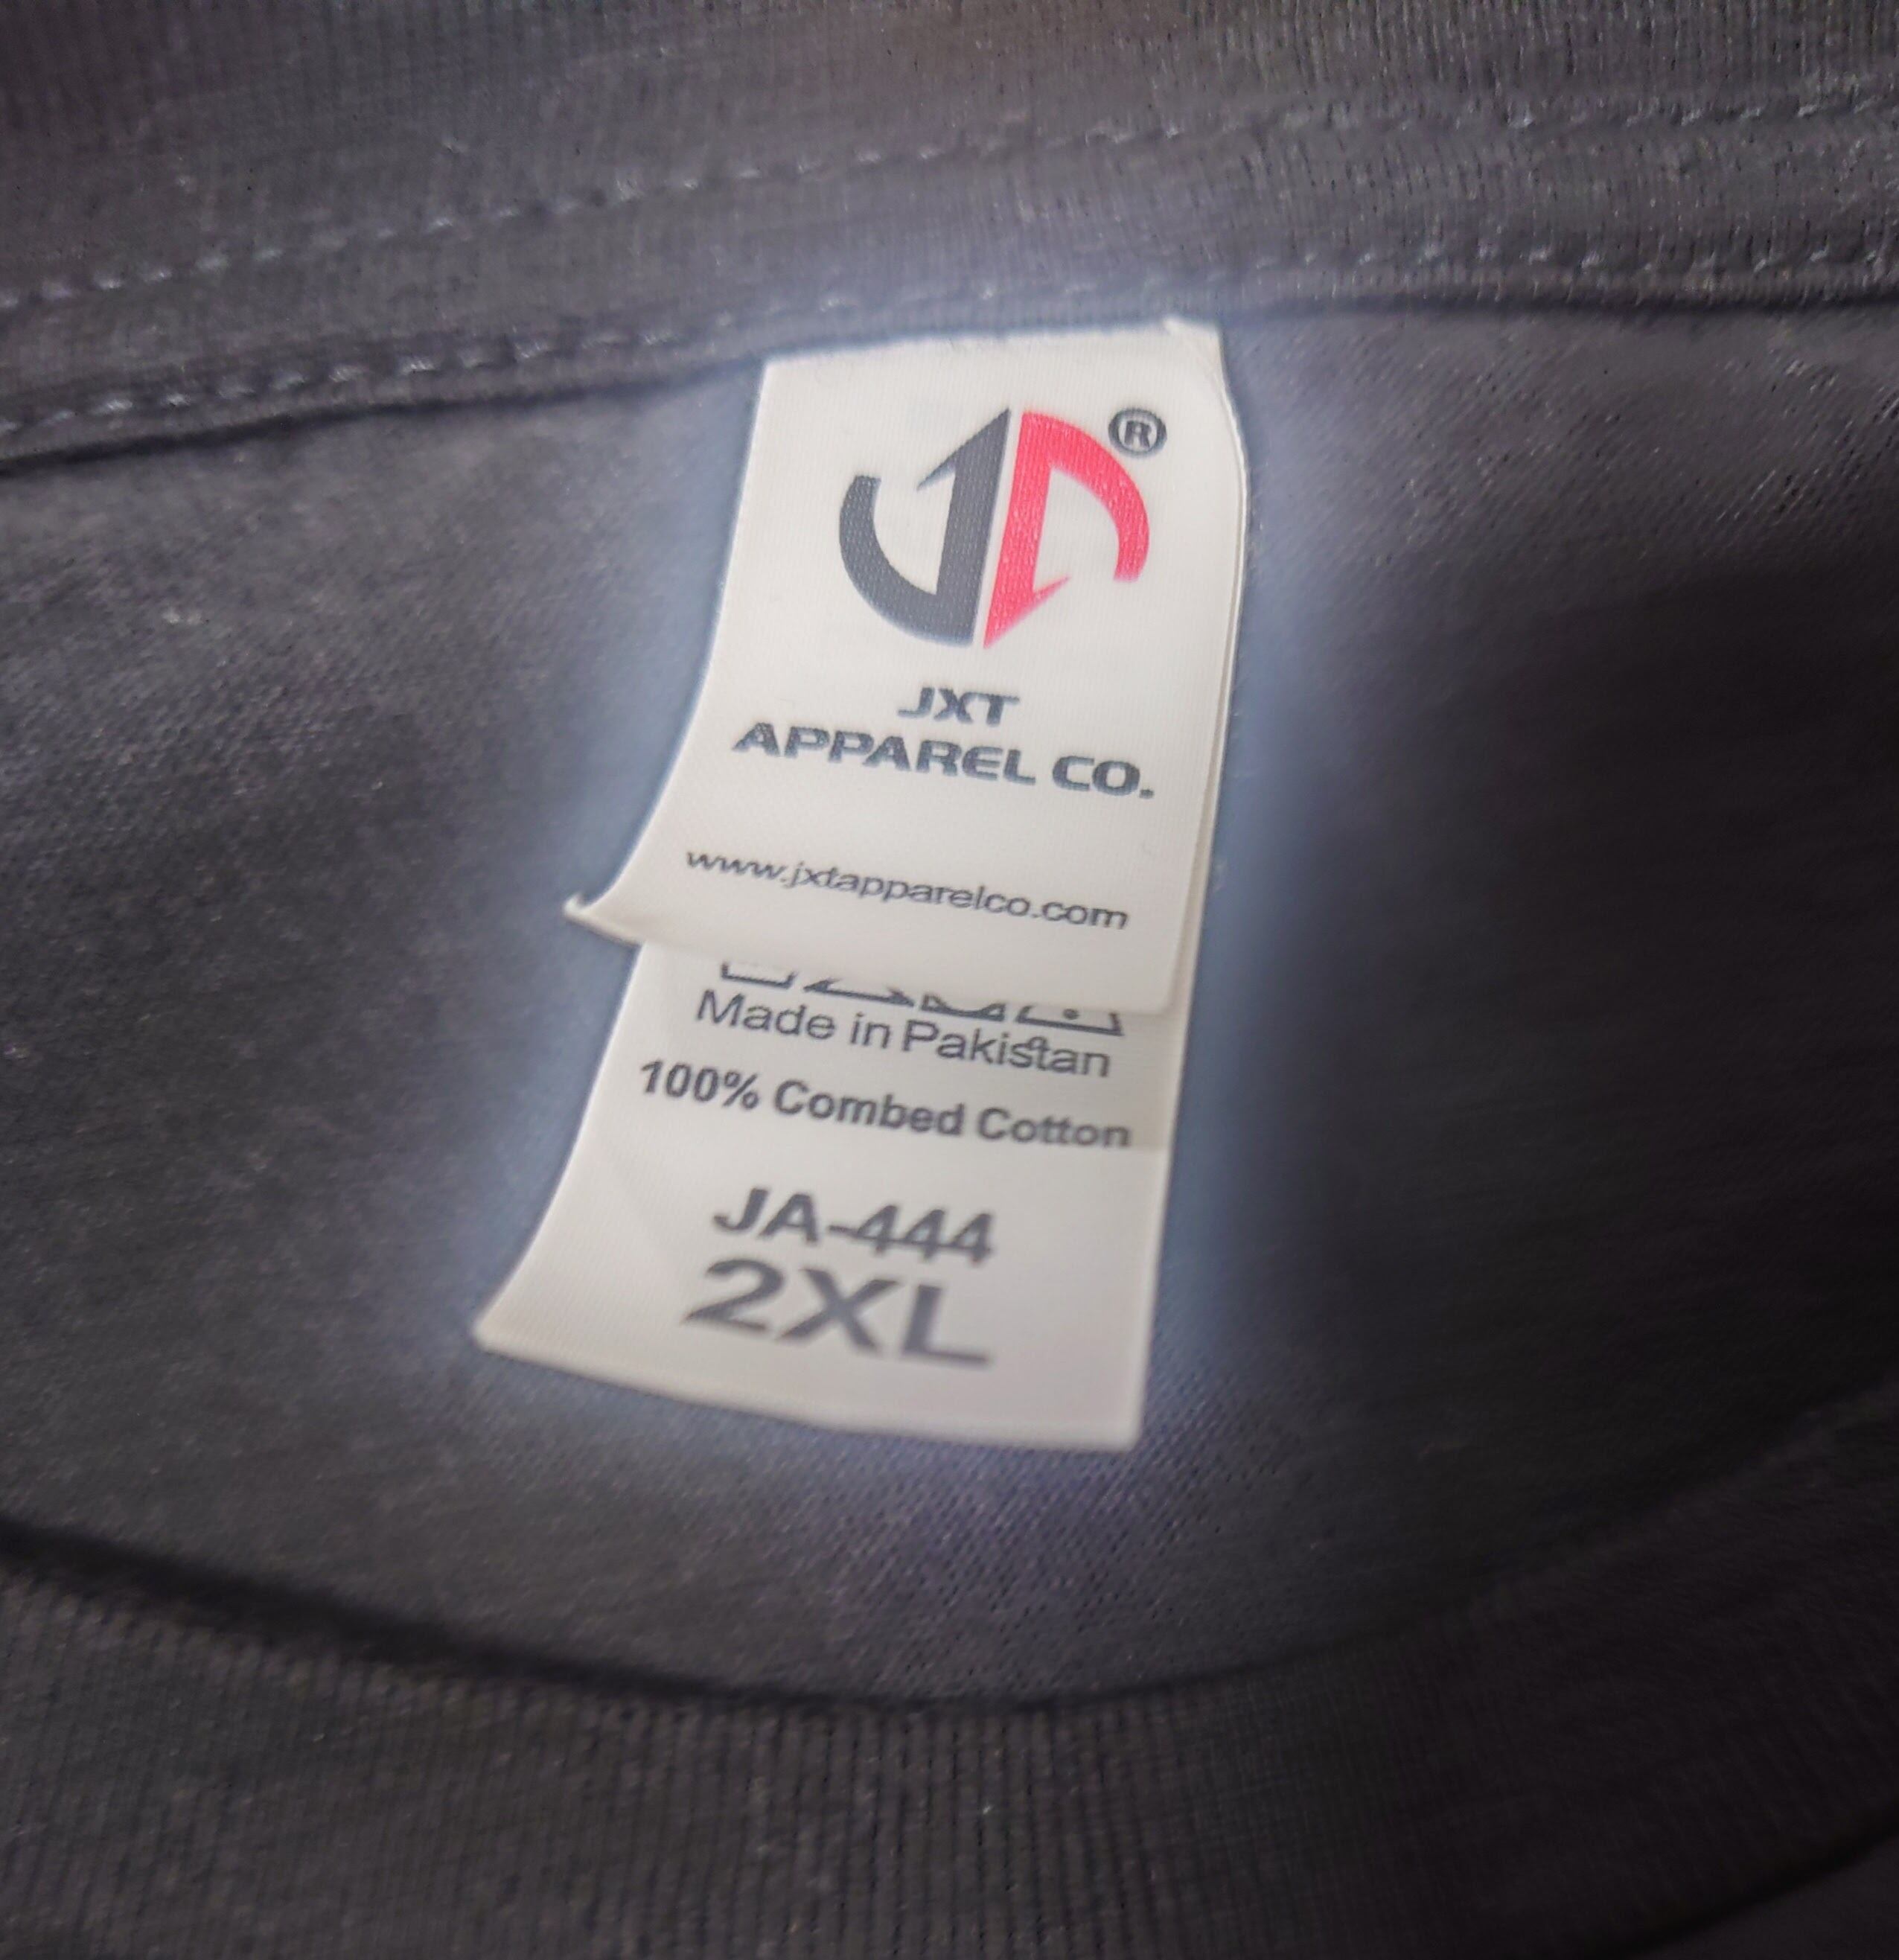 ®
JXT
APPAREL CO.
www.jxtapparelco.com
Made in Pakistan
100% Combed Cotton
JA-444
2XL